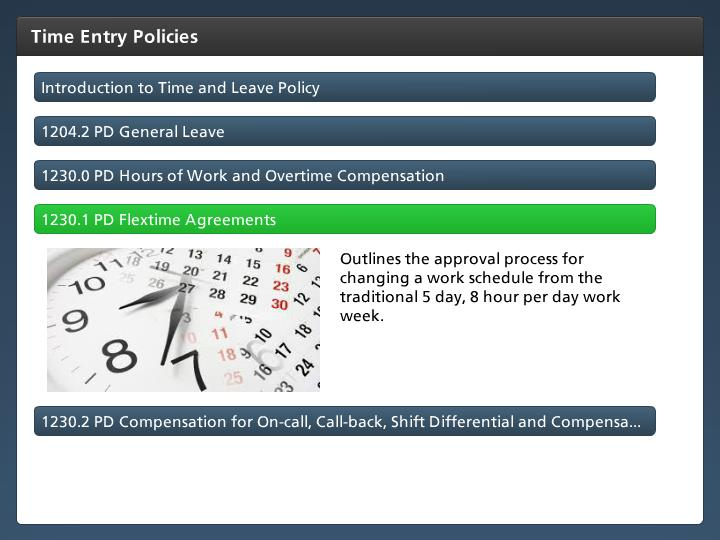 Time Entry Policies
Introduction to Time and Leave Policy
1204.2 PD General Leave
1230.0 PD Hours of Work and Overtime Compensation
1230.1 PD Flextime Agreements
Outlines the approval process for
changing a work schedule from the
traditional 5 day, 8 hour per day work
week.
1230.2 PD Compensation for On-call, Call-back, Shift Differential and Compensa...